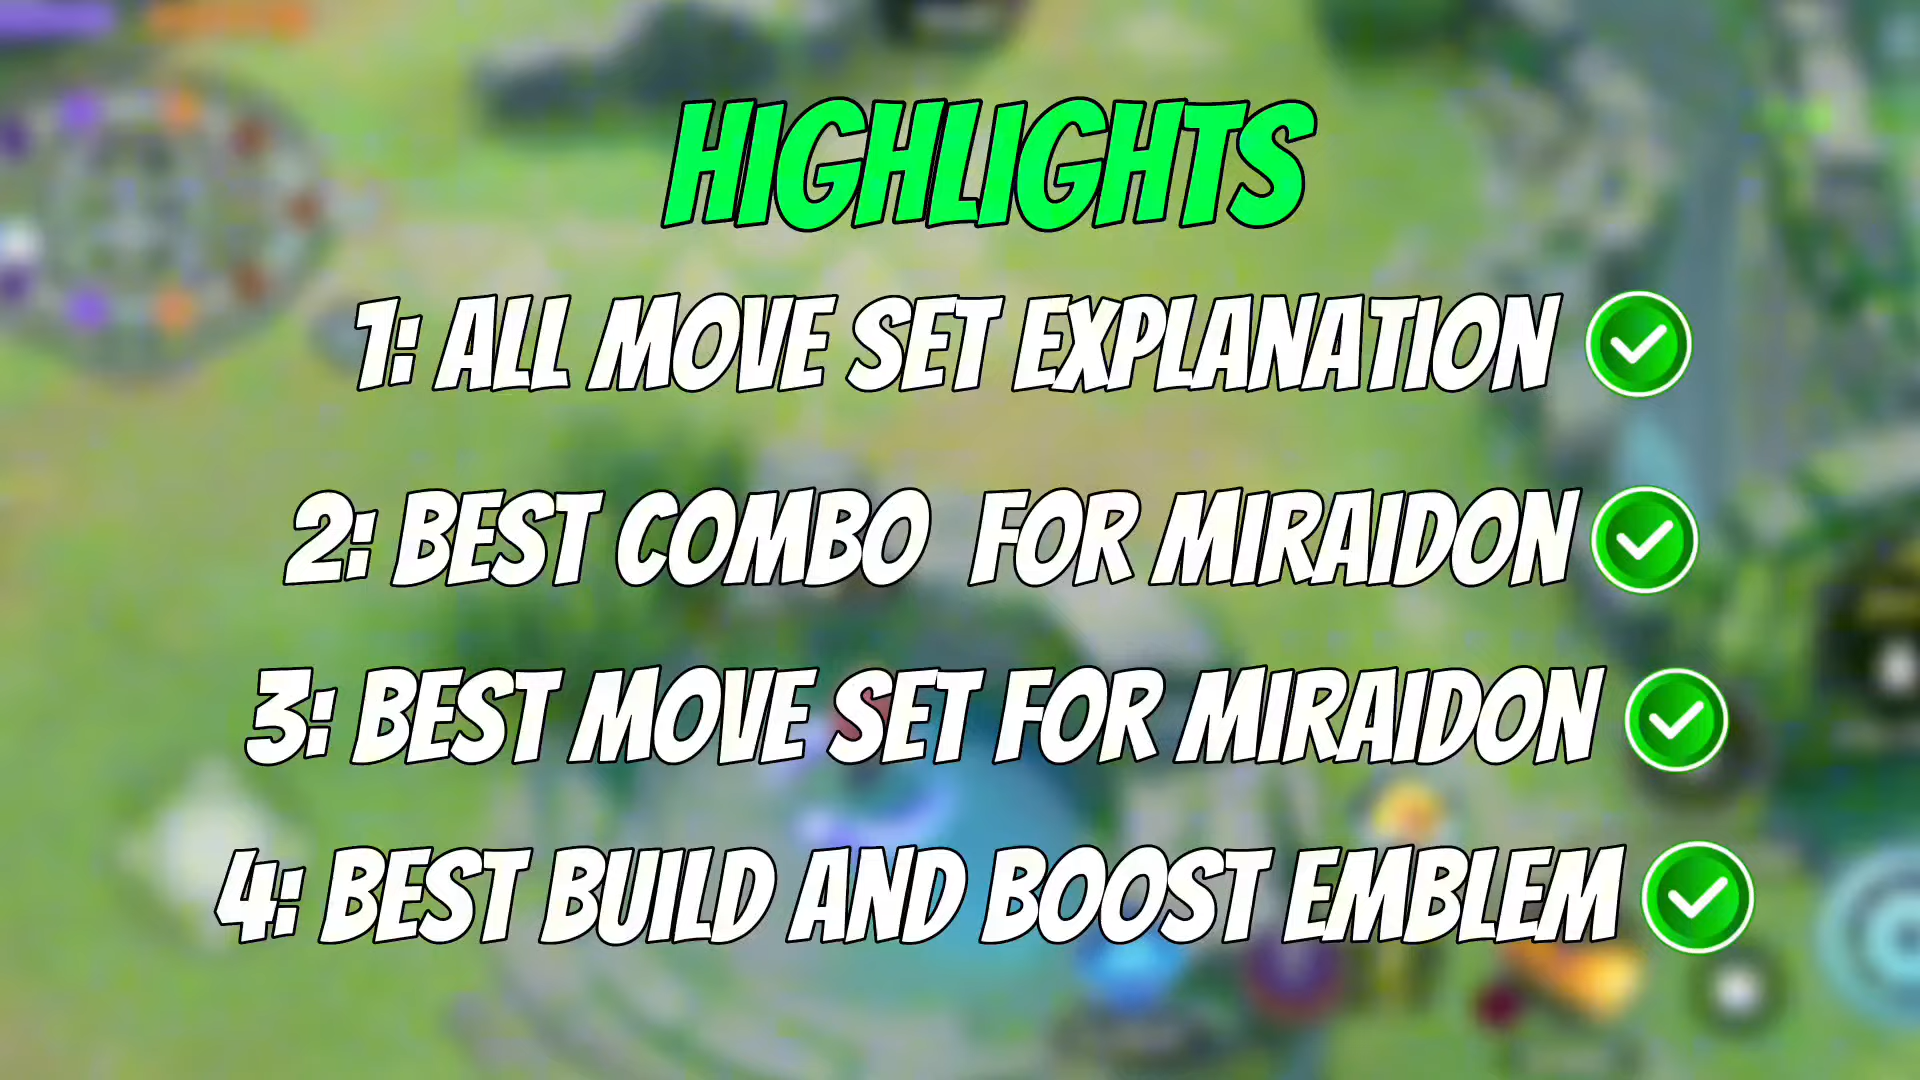 HIGHLIGHTS
1: ALL MOVE SET EXPLANATION
2: BEST COMBO FOR MIRAIDON
3: BEST MOVE SET FOR MIRAIDON
4: BEST BUILD AND BOOST EMBLEM